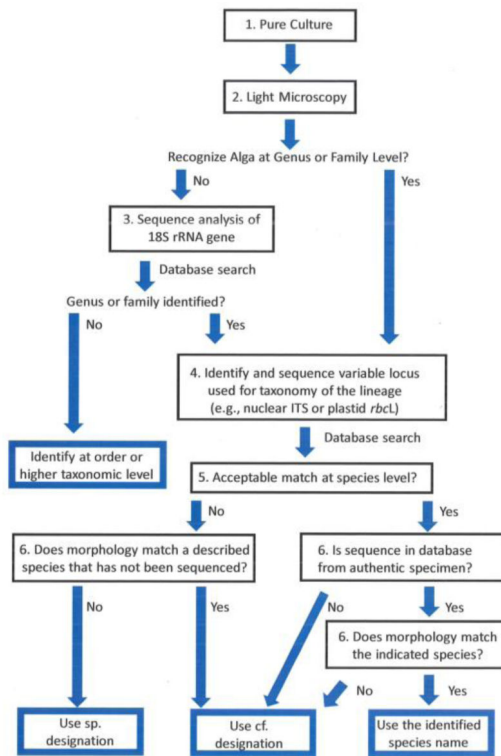 1. Pure Culture
2. Light Microscopy
Recognize Alga at Genus or Family Level?
No
Yes
3. Sequence analysis of
18S rRNA gene
Database search
Genus or family identified?
No
Yes
4. Identify and sequence variable locus
used for taxonomy of the lineage
(e.g., nuclear ITS or plastid rbcL)
Database search
Identify at order or
higher taxonomic level
5. Acceptable match at species level?
No
Yes
6. Does morphology match a described
species that has not been sequenced?
6. Is sequence in database
from authentic specimen?
No
Yes
No
Yes
6. Does morphology match
the indicated species?
No
Yes
Use sp.
designation
Use cf.
designation
Use the identified
species name